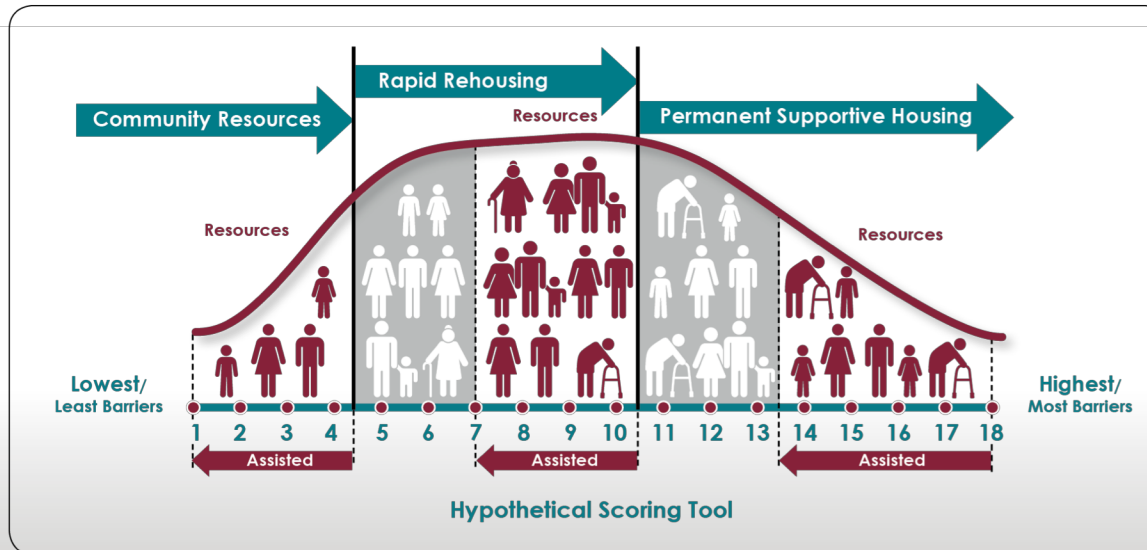 Rapid Rehousing
Community Resources
Resources
Permanent Supportive Housing
Resources
Resources
Lowest/
Least Barriers
Highest/
Most Barriers
1 2 3 4 5 6 7 8 9 10 11 12 13 14 15 16 17 18
Assisted Assisted Assisted
Hypothetical Scoring Tool